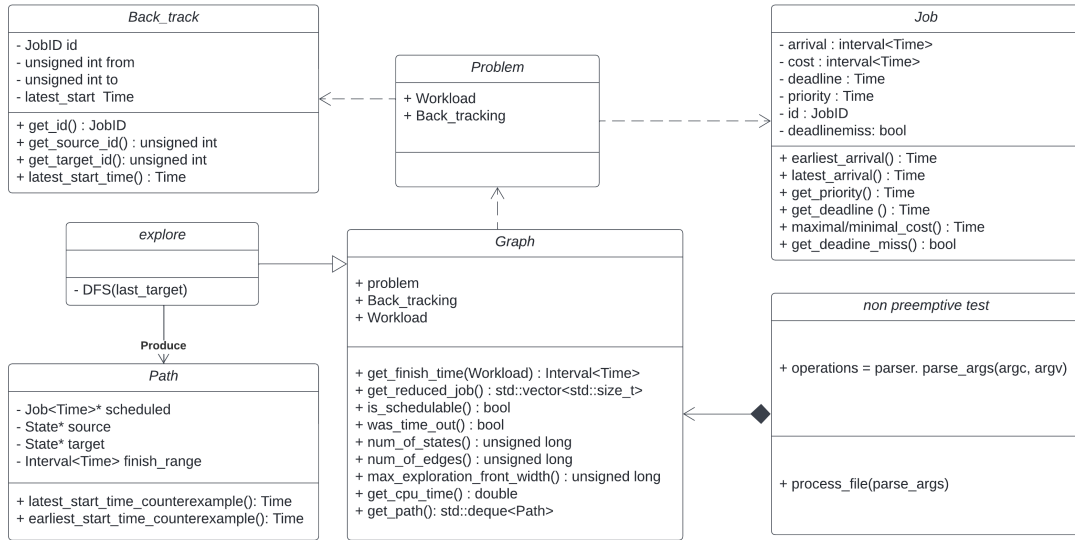 Back_track
- JobID id
- unsigned int from
- unsigned int to
- latest_start  Time
+ get_id() : JobID
+ get_source_id() : unsigned int
+ get_target_id(): unsigned int
+ latest_start_time() : Time
Problem
+ Workload
+ Back_tracking
Job
- arrival : interval<Time>
- cost : interval<Time>
- deadline : Time
- priority : Time
- id : JobID
- deadlinemiss: bool
+ earliest_arrival() : Time
+ latest_arrival() : Time
+ get_priority() : Time
+ get_deadline () : Time
+ maximal/minimal_cost() : Time
+ get_deadine_miss() : bool
explore
- DFS(last_target)
Produce
Path
- Job<Time>* scheduled
- State* source
- State* target
- Interval<Time> finish_range
+ latest_start_time_counterexample(): Time
+ earliest_start_time_counterexample(): Time
Graph
+ problem
+ Back_tracking
+ Workload
+ get_finish_time(Workload) : Interval<Time>
+ get_reduced_job() : std::vector<std::size_t>
+ is_schedulable() : bool
+ was_time_out() : bool
+ num_of_states() : unsigned long
+ num_of_edges() : unsigned long
+ max_exploration_front_width() : unsigned long
+ get_cpu_time() : double
+ get_path(): std::deque<Path>
non preemptive test
+ operations = parser. parse_args(argc, argv)
+ process_file(parse_args)